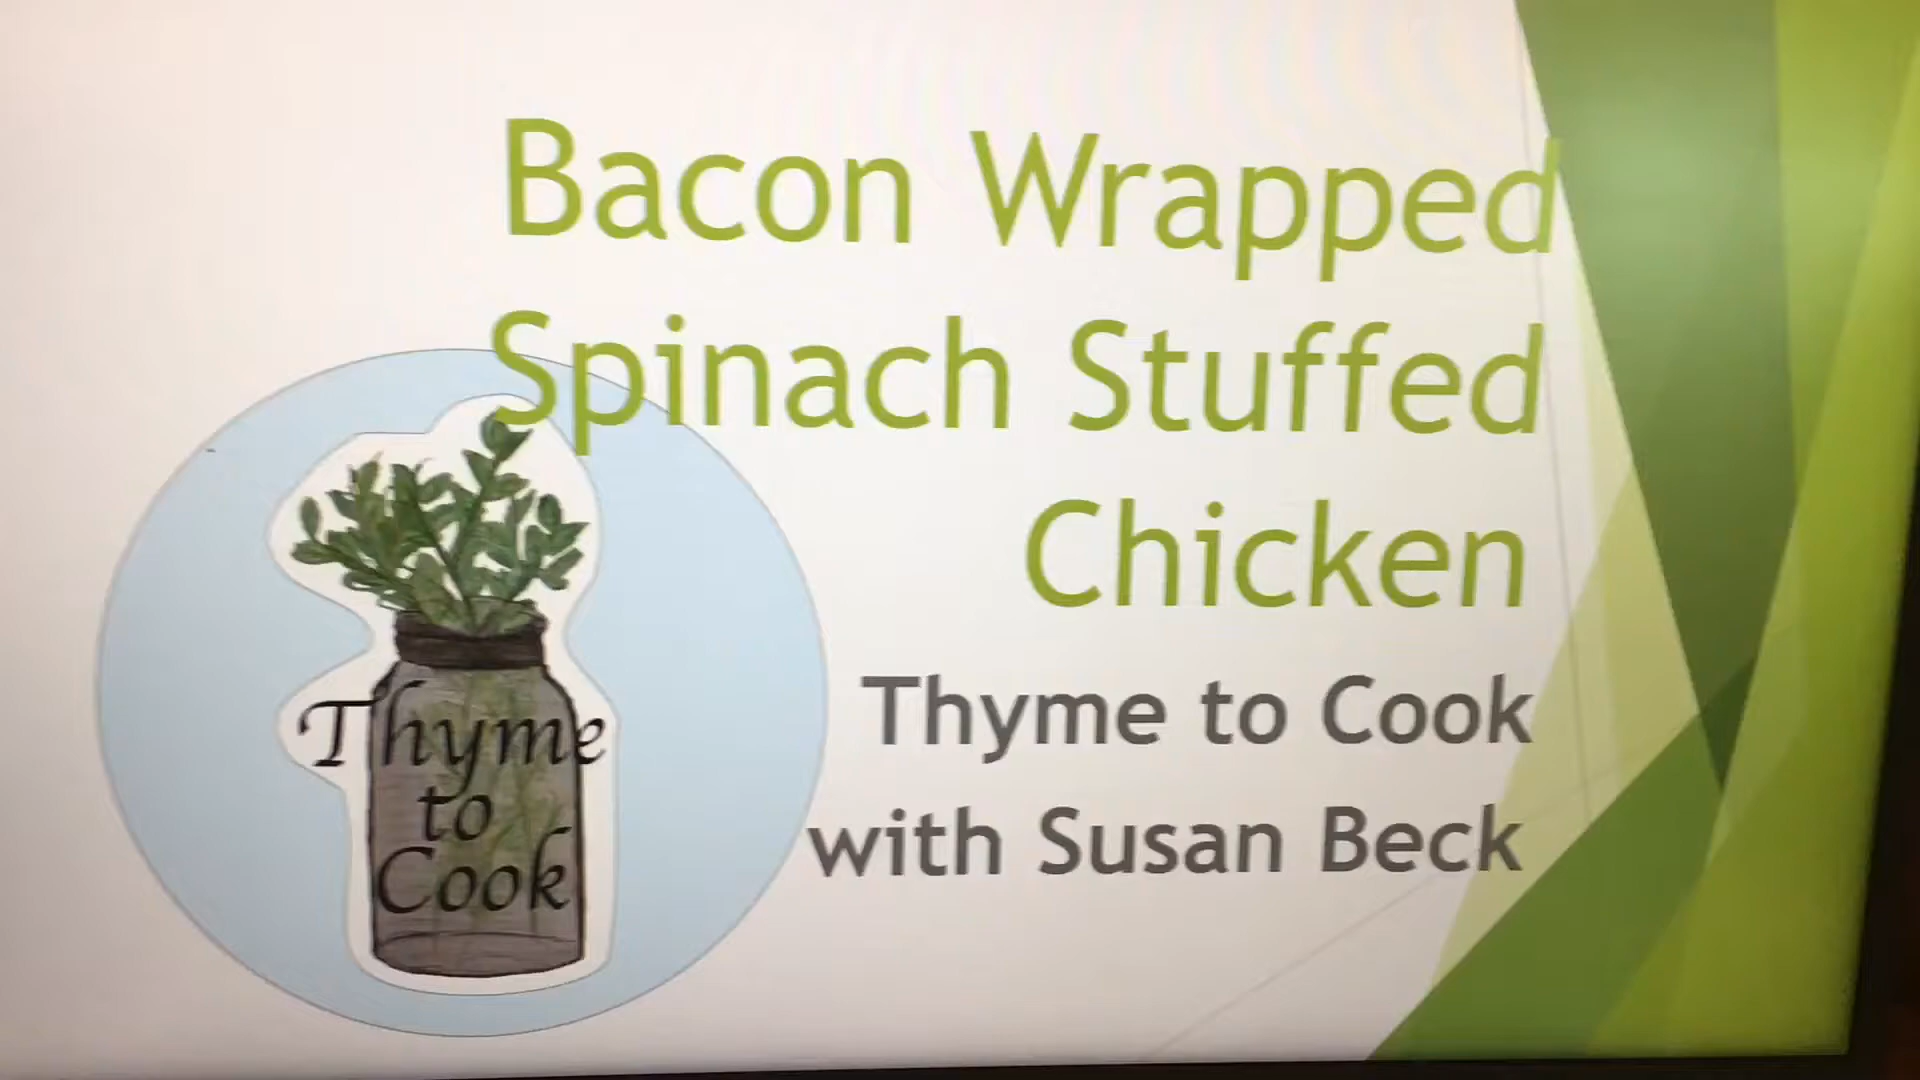 Bacon Wrapped
Spinach Stuffed
Chicken
Thyme to Cook
with Susan Beck
Thyme
to
Cook